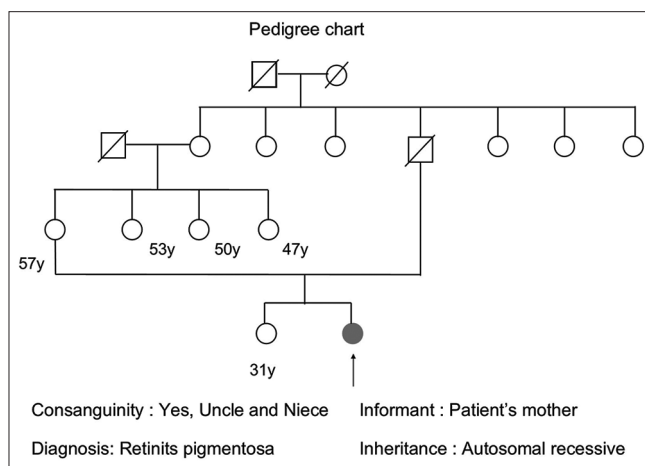 Pedigree chart
53y 50y 47y
57y
31y
Consanguinity : Yes, Uncle and Niece Informant : Patient's mother
Diagnosis: Retinits pigmentosa Inheritance : Autosomal recessive